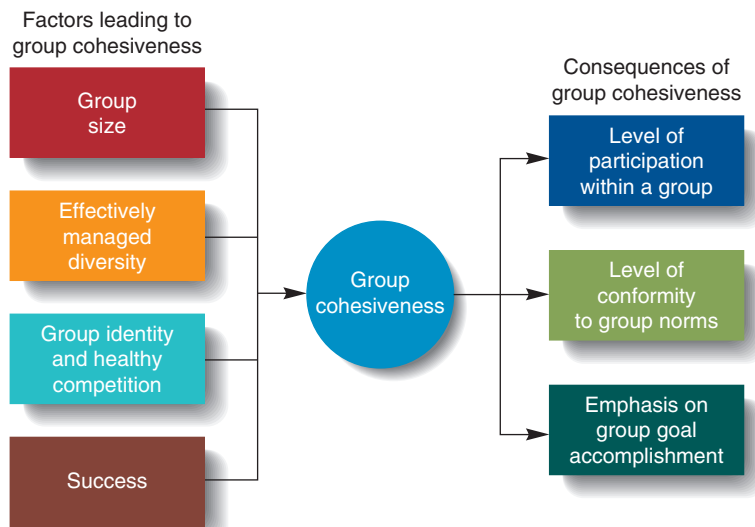 Factors leading to
group cohesiveness
Group
size
Effectively
managed
diversity
Group identity
and healthy
competition
Success
Group
cohesiveness
Consequences of
group cohesiveness
Level of
participation
within a group
Level of
conformity
to group norms
Emphasis on
group goal
accomplishment